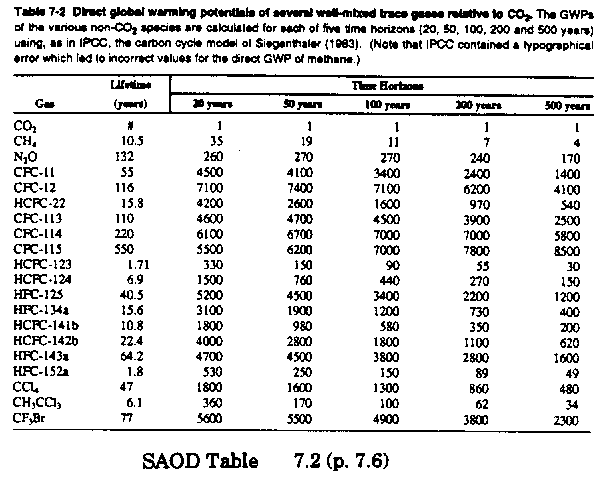 Table 7-2 Direct global warming potentials of several well-mixed trace gases relative to CO₂. The GWPs
of the various non-CO₂ species are calculated for each of five time horizons (20, 50, 100, 200 and 500 years)
using, as in IPCC, the carbon cycle model of Siegenthaler (1983). (Note that IPCC contained a typographical
error which led to incorrect values for the direct GWP of methane.)
Lifetime Time Horizons
Gas (years) 20 years 50 years 100 years 200 years 500 years
CO₂ # 1 1 1 1 1
CH₄ 10.5 35 19 11 7 4
N₂O 132 260 270 270 240 170
CFC-11 55 4500 4100 3400 2400 1400
CFC-12 116 7100 7400 7100 6200 4100
HCFC-22 15.8 4200 2600 1600 970 540
CFC-113 110 4600 4700 4500 3900 2500
CFC-114 220 6100 6700 7000 7000 5800
CFC-115 550 5500 6200 7000 7800 8500
HCFC-123 1.71 330 150 90 55 30
HCFC-124 6.9 1500 760 440 270 150
HFC-125 40.5 5200 4500 3400 2200 1200
HFC-134a 15.6 3100 1900 1200 730 400
HCFC-141b 10.8 1800 980 580 350 200
HCFC-142b 22.4 4000 2800 1800 1100 620
HFC-143a 64.2 4700 4500 3800 2800 1600
HFC-152a 1.8 530 250 150 89 49
CCl₄ 47 1800 1600 1300 860 480
CH₃CCl₃ 6.1 360 170 100 62 34
CF₃Br 77 5600 5500 4900 3800 2300
SAOD Table 7.2 (p. 7.6)